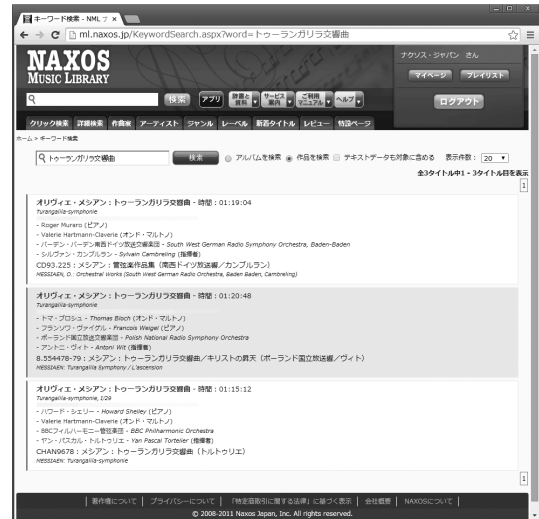 キーワード検索 - NML ナ
ml.naxos.jp/KeywordSearch.aspx?word=トゥーランガリラ交響曲
NAXOS
MUSIC LIBRARY
ナクソス・ジャパン さん
マイページ プレイリスト
ログアウト
検索 アプリ 辞書と資料 サービス案内 ご利用マニュアル ヘルプ
クリック検索 詳細検索 作曲家 アーティスト ジャンル レーベル 新着タイトル レビュー 特設ページ
ホーム > キーワード検索
トゥーランガリラ交響曲 検索 アルバムを検索 作品を検索 テキストデータも対象に含める 表示件数： 20
全3タイトル中1 - 3タイトル目を表示
1
オリヴィエ・メシアン：トゥーランガリラ交響曲 - 時間：01:19:04
Turangalila-symphonie
- Roger Muraro (ピアノ)
- Valerie Hartmann-Claverie (オンド・マルトノ)
- バーデン・バーデン南西ドイツ放送交響楽団 - South West German Radio Symphony Orchestra, Baden-Baden
- シルヴァン・カンブルラン - Sylvain Cambreling (指揮者)
CD93.225：メシアン：管弦楽作品集（南西ドイツ放送響／カンブルラン）
MESSIAEN, O.: Orchestral Works (South West German Radio Symphony Orchestra, Baden Baden, Cambreling)
オリヴィエ・メシアン：トゥーランガリラ交響曲 - 時間：01:20:48
Turangalila-symphonie
- トマ・ブロシュ - Thomas Bloch (オンド・マルトノ)
- フランソワ・ヴァイグル - Francois Weigel (ピアノ)
- ポーランド国立放送交響楽団 - Polish National Radio Symphony Orchestra
- アントニ・ヴィト - Antoni Wit (指揮者)
8.554478-79：メシアン：トゥーランガリラ交響曲／キリストの昇天（ポーランド国立放送響／ヴィト）
MESSIAEN: Turangalila Symphony / L'ascension
オリヴィエ・メシアン：トゥーランガリラ交響曲 - 時間：01:15:12
Turangalila-symphonie, I/29
- ハワード・シェリー - Howard Shelley (ピアノ)
- Valerie Hartmann-Claverie (オンド・マルトノ)
- BBCフィルハーモニー管弦楽団 - BBC Philharmonic Orchestra
- ヤン・パスカル・トルトゥリエ - Yan Pascal Tortelier (指揮者)
CHAN9678：メシアン：トゥーランガリラ交響曲（トルトゥリエ）
MESSIAEN: Turangalila-symphonie
1
著作権について | プライバシーについて | 「特定商取引に関する法律」に基づく表示 | 会社概要 | NAXOSについて |
© 2008-2011 Naxos Japan, Inc. All rights reserved.